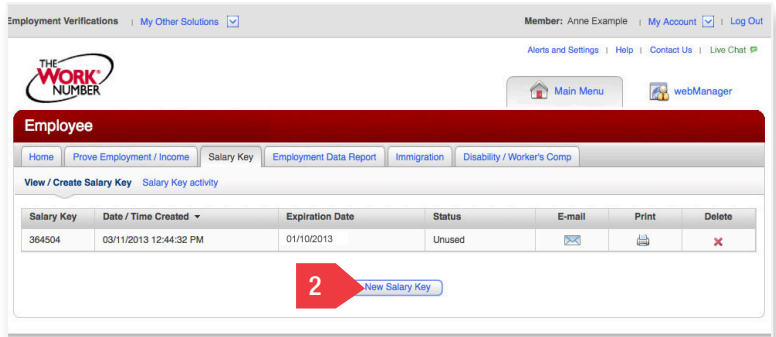 Employment Verifications | My Other Solutions
Member: Anne Example | My Account | Log Out
Alerts and Settings | Help | Contact Us | Live Chat
THE
WORK
NUMBER
Main Menu
webManager
Employee
Home
Prove Employment / Income
Salary Key
Employment Data Report
Immigration
Disability / Worker's Comp
View / Create Salary Key Salary Key activity
Salary Key Date / Time Created Expiration Date Status E-mail Print Delete
364504 03/11/2013 12:44:32 PM 01/10/2013 Unused
2
New Salary Key